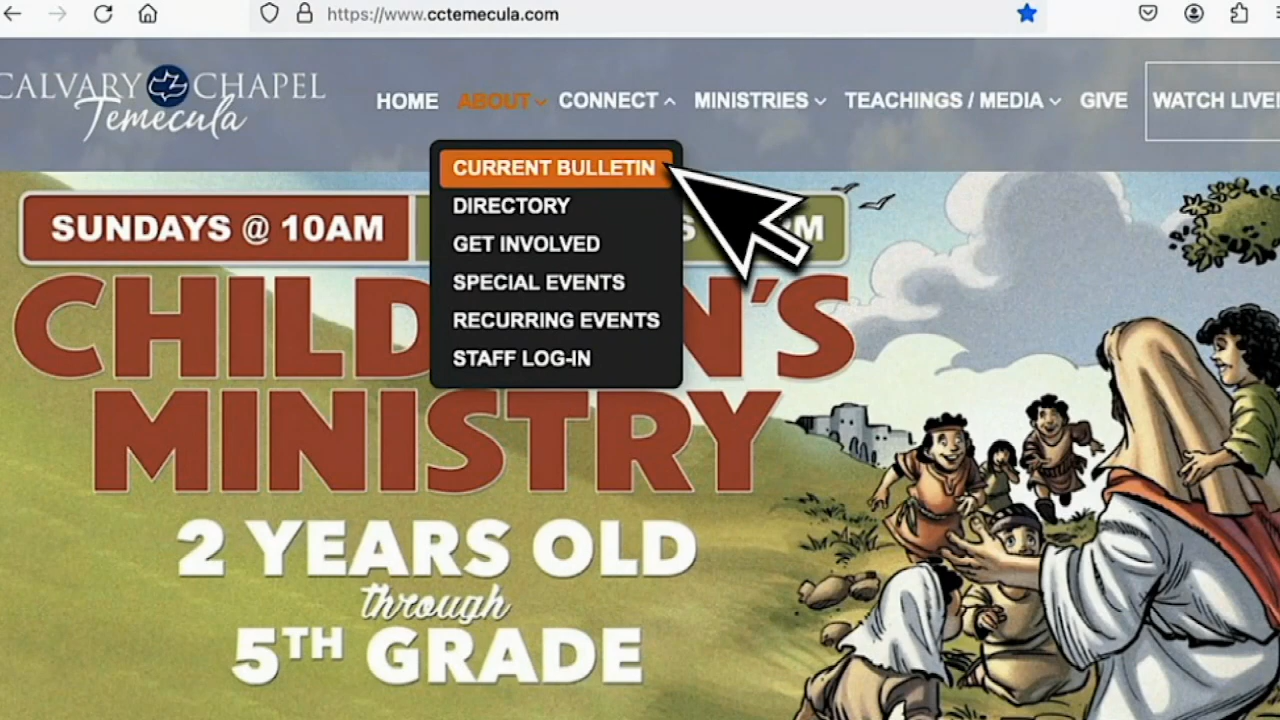 https://www.cctemecula.com
CALVARY CHAPEL
Temecula
HOME ABOUT CONNECT MINISTRIES TEACHINGS / MEDIA GIVE WATCH LIVE!
CURRENT BULLETIN
DIRECTORY
GET INVOLVED
SPECIAL EVENTS
RECURRING EVENTS
STAFF LOG-IN
SUNDAYS @ 10AM
MINISTRY
2 YEARS OLD
through
5TH GRADE